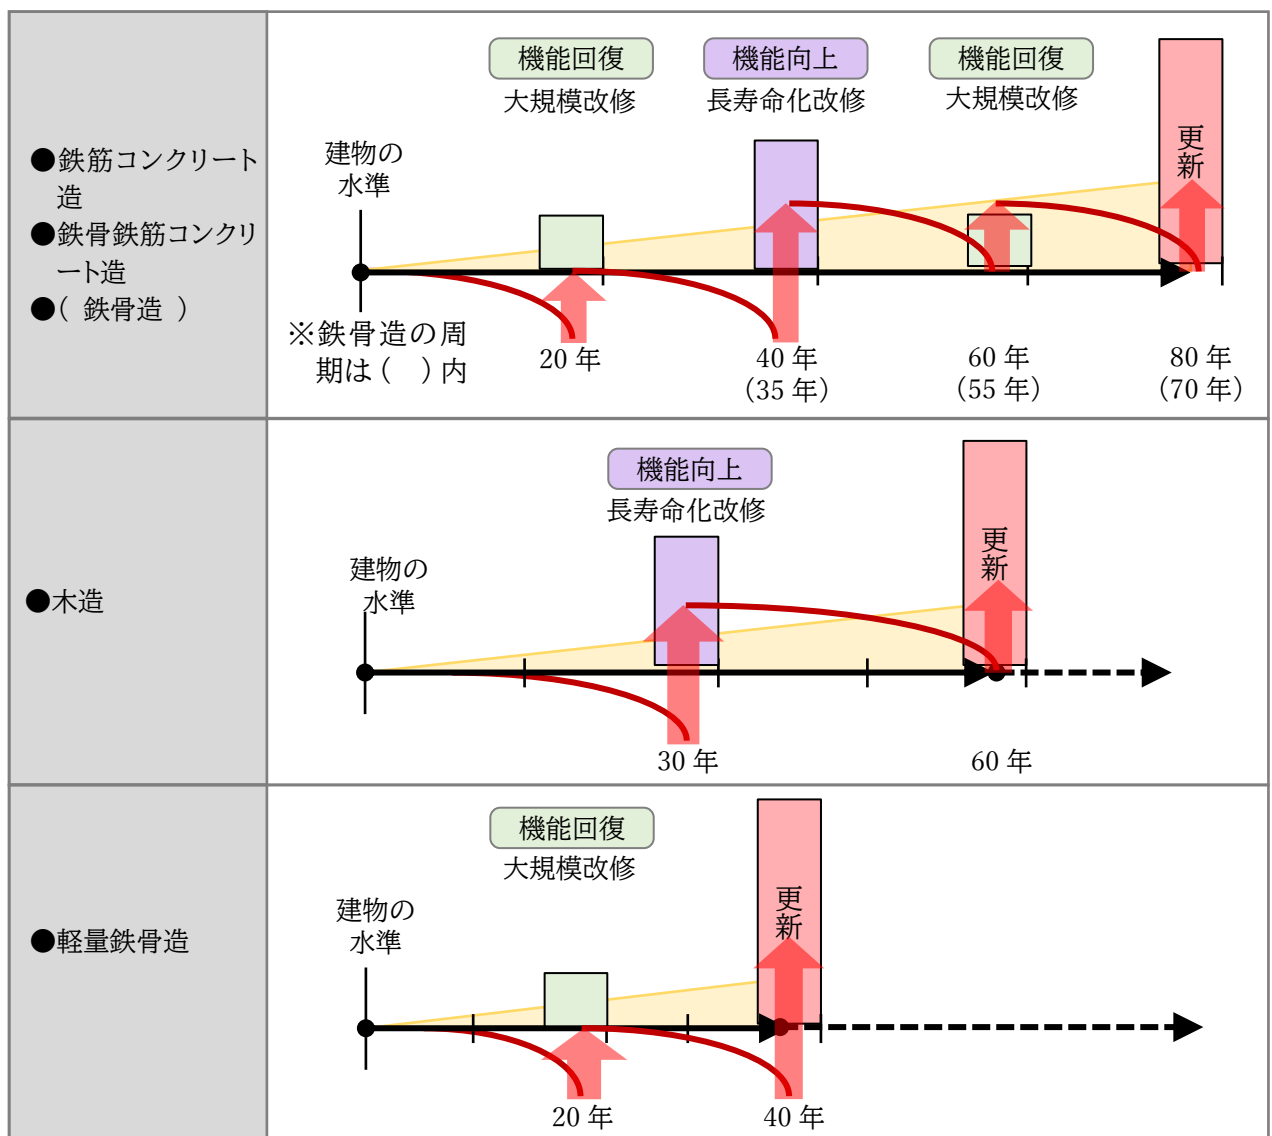 ●鉄筋コンクリート
造
●鉄骨鉄筋コンクリ
ート造
●( 鉄骨造 )
機能回復
大規模改修
機能向上
長寿命化改修
機能回復
大規模改修
更
新
建物の
水準
※鉄骨造の周
期は( )内
20 年
40 年
(35 年)
60 年
(55 年)
80 年
(70 年)
●木造
機能向上
長寿命化改修
更
新
建物の
水準
30 年
60 年
●軽量鉄骨造
機能回復
大規模改修
更
新
建物の
水準
20 年
40 年